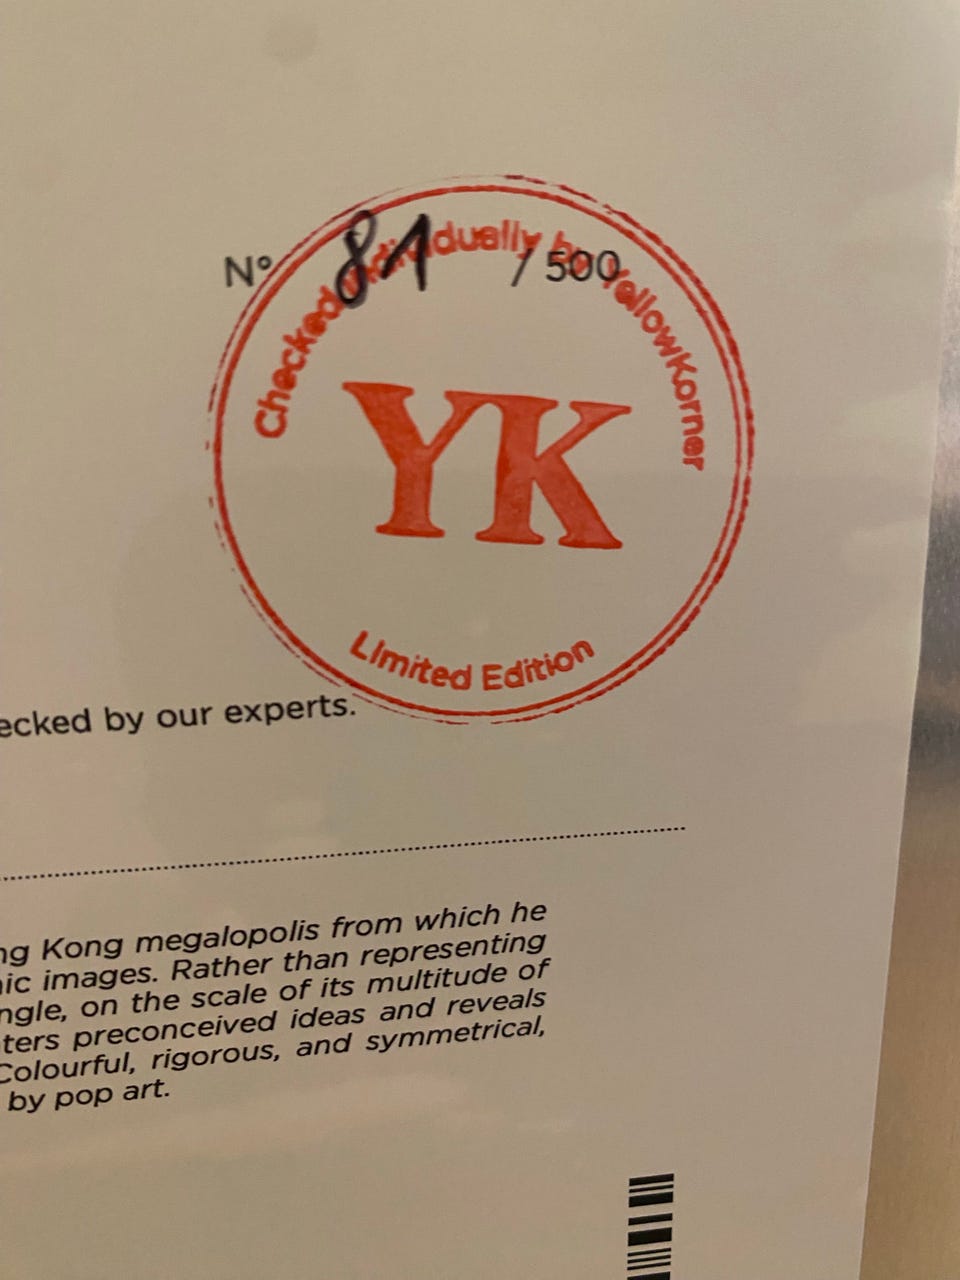 N° 81 / 500
Checked Individually by YellowKorner
YK
Limited Edition
ecked by our experts.
ng Kong megalopolis from which he
ic images. Rather than representing
ngle, on the scale of its multitude of
ters preconceived ideas and reveals
Colourful, rigorous, and symmetrical,
by pop art.